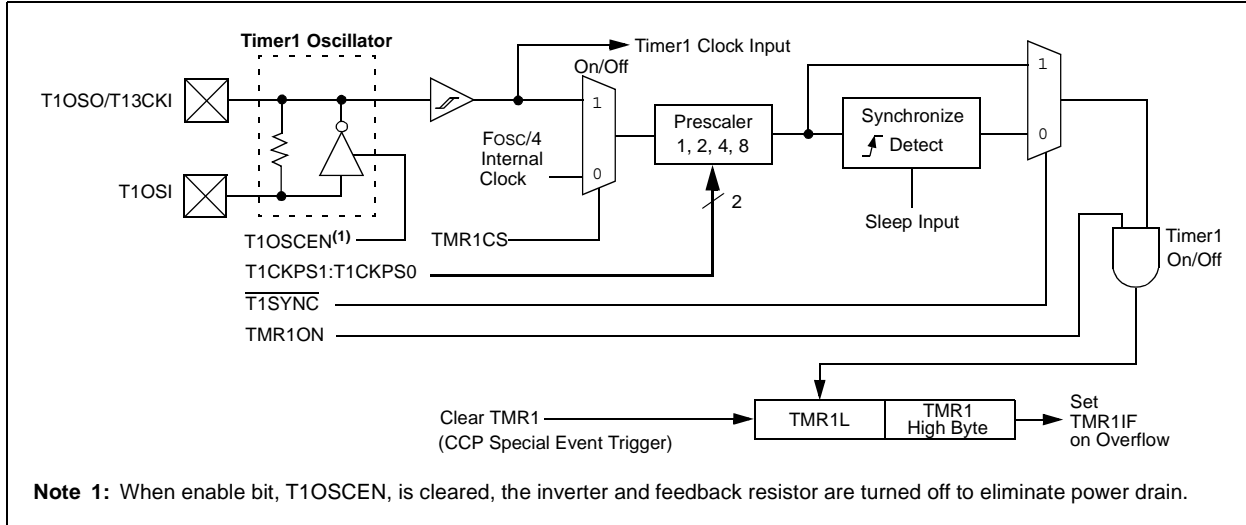 Timer1 Oscillator
Timer1 Clock Input
On/Off
T1OSO/T13CKI
1
1
Prescaler
1, 2, 4, 8
Synchronize
Detect
0
FOSC/4
Internal
Clock
0
T1OSI
2
Sleep Input
T1OSCEN(1)
TMR1CS
Timer1
On/Off
T1CKPS1:T1CKPS0
T1SYNC
TMR1ON
Clear TMR1
(CCP Special Event Trigger)
TMR1L
TMR1
High Byte
Set
TMR1IF
on Overflow
Note 1: When enable bit, T1OSCEN, is cleared, the inverter and feedback resistor are turned off to eliminate power drain.